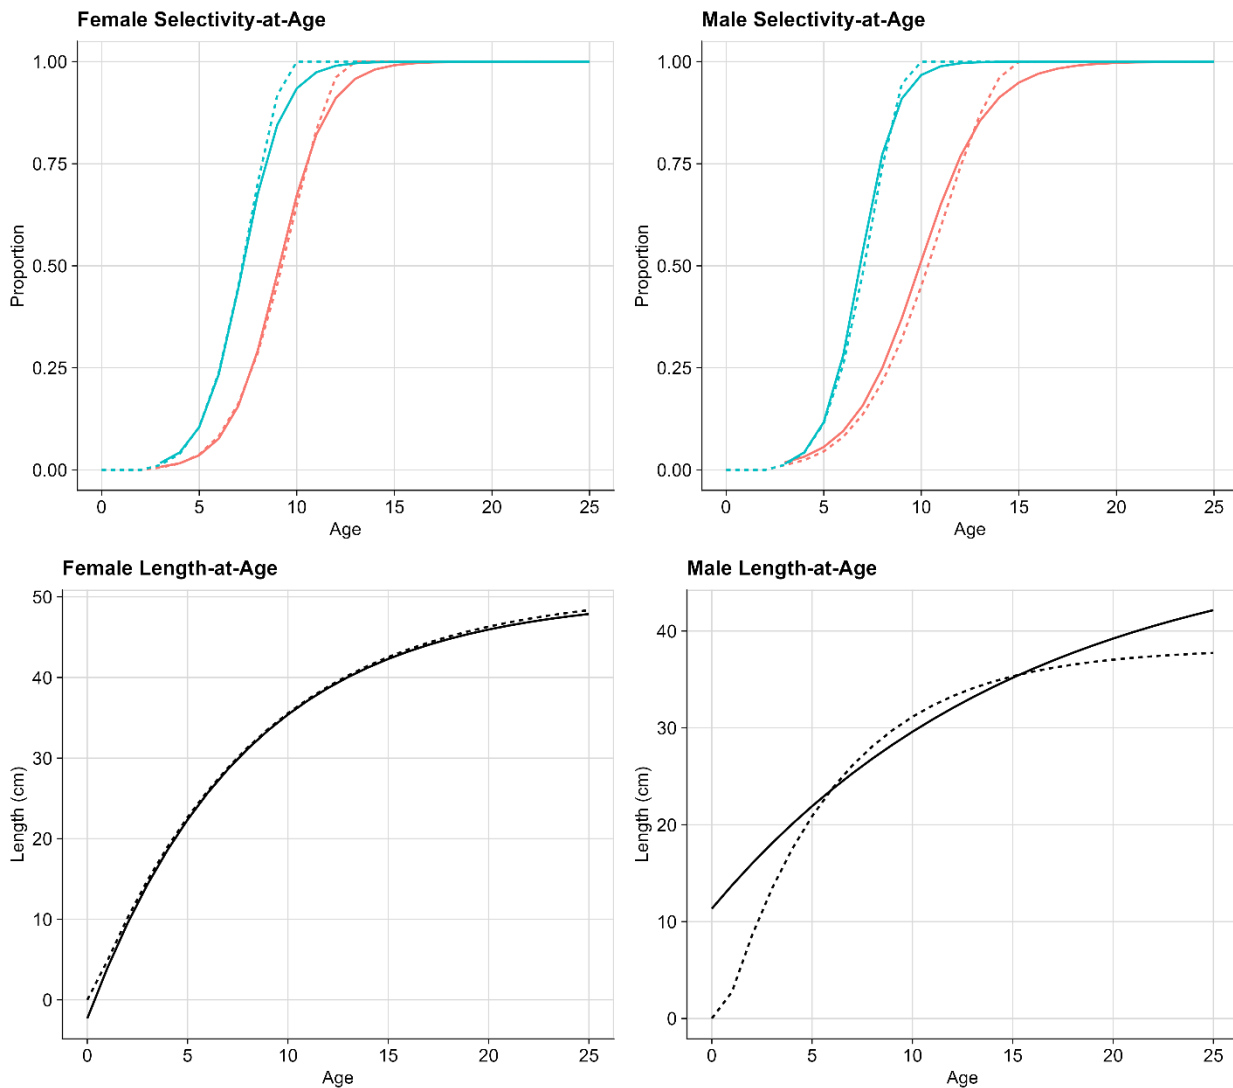 Female Selectivity-at-Age
1.00
0.75
0.50
0.25
0.00
Proportion
0 5 10 15 20 25
Age
Male Selectivity-at-Age
1.00
0.75
0.50
0.25
0.00
Proportion
0 5 10 15 20 25
Age
Female Length-at-Age
50
40
30
20
10
0
Length (cm)
0 5 10 15 20 25
Age
Male Length-at-Age
40
30
20
10
0
Length (cm)
0 5 10 15 20 25
Age